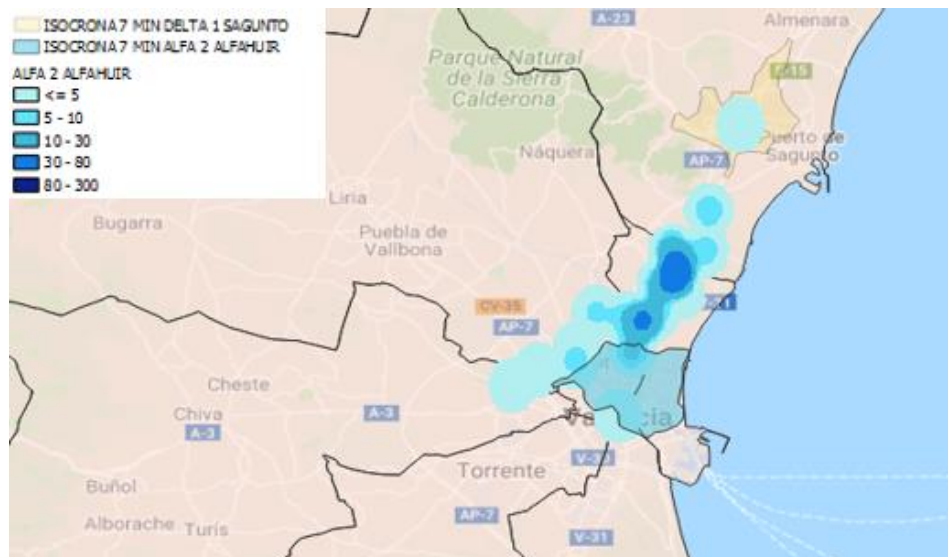 ISOCRONA 7 MIN DELTA 1 SAGUNTO
ISOCRONA 7 MIN ALFA 2 ALFAHUIR
ALFA 2 ALFAHUIR
<= 5
5 - 10
10 - 30
30 - 80
80 - 300
A-23
Almenara
Parque Natural
de la Sierra
Calderona
E-15
Puerto de
Sagunto
Náquera
AP-7
Liria
Bugarra
Puebla de
Vallbona
CV-35
AP-7
Cheste
Chiva
A-3
A-3
V-30
Torrente
Buñol
AP-7
Alborache
Turís
V-31